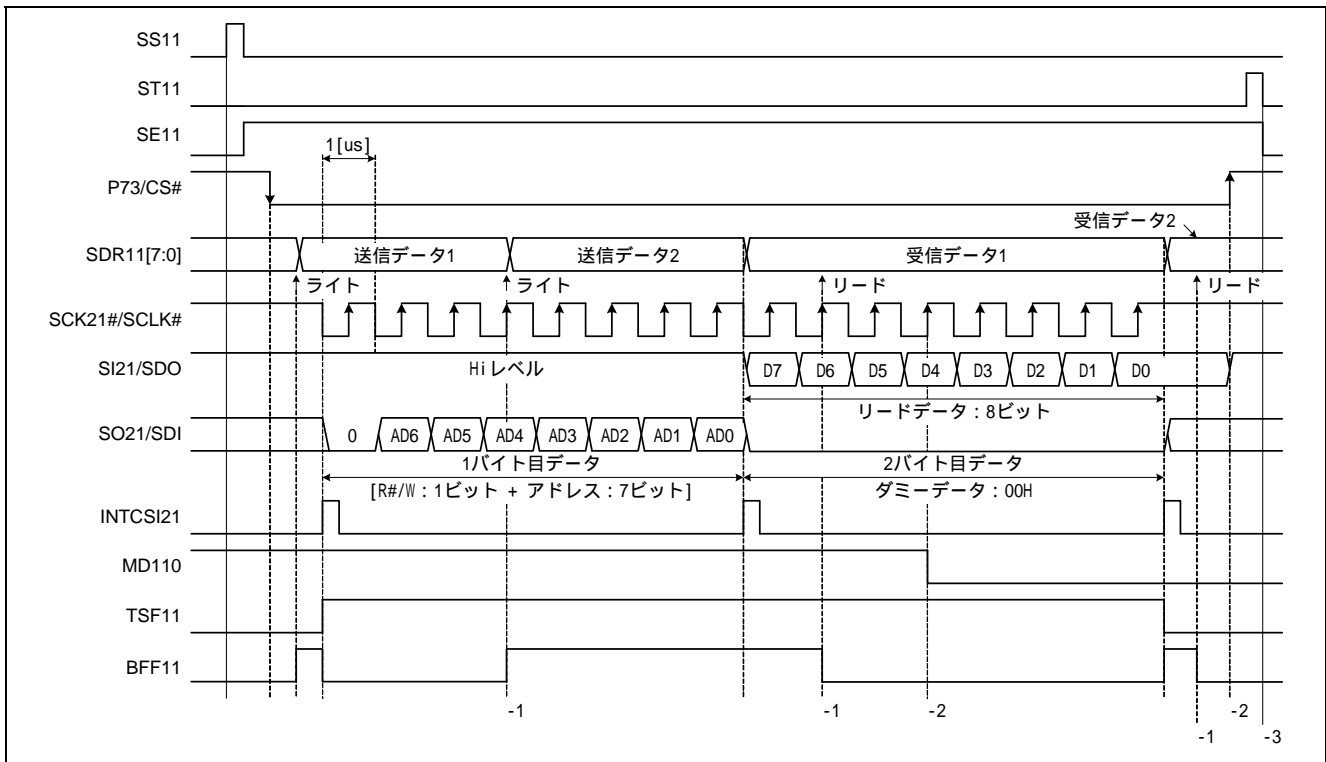 SS11
ST11
SE11
1[us]
P73/CS#
受信データ2
SDR11[7:0]
送信データ1
送信データ2
受信データ1
ライト
ライト
リード
リード
SCK21#/SCLK#
SI21/SDO
Hiレベル
D7
D6
D5
D4
D3
D2
D1
D0
リードデータ：8ビット
SO21/SDI
0
AD6
AD5
AD4
AD3
AD2
AD1
AD0
1バイト目データ
2バイト目データ
[R#/W：1ビット + アドレス：7ビット]
ダミーデータ：00H
INTCSI21
MD110
TSF11
BFF11
-1
-1
-2
-2
-1
-3